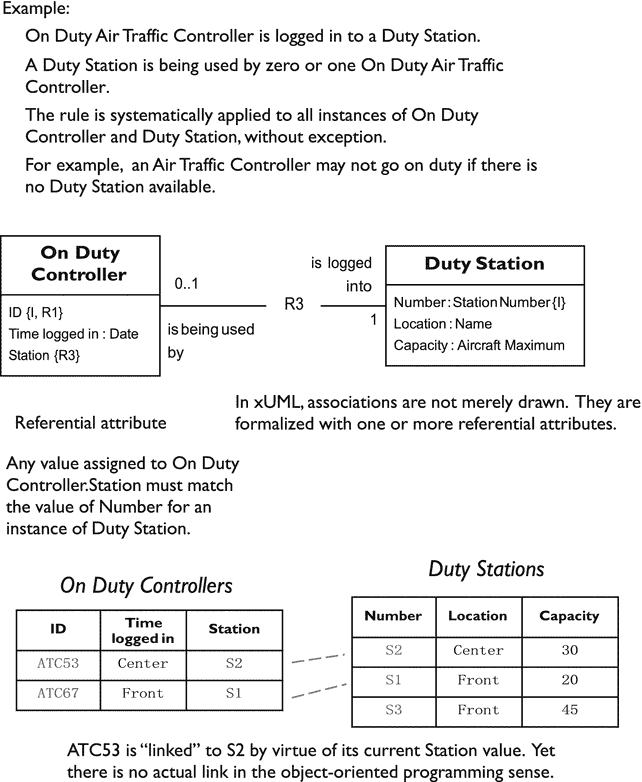 Example:
On Duty Air Traffic Controller is logged in to a Duty Station.
A Duty Station is being used by zero or one On Duty Air Traffic
Controller.
The rule is systematically applied to all instances of On Duty
Controller and Duty Station, without exception.
For example, an Air Traffic Controller may not go on duty if there is
no Duty Station available.
On Duty
Controller
ID {I, R1}
Time logged in : Date
Station {R3}
0..1
is being used
by
R3
is logged
into
1
Duty Station
Number : Station Number {I}
Location : Name
Capacity : Aircraft Maximum
Referential attribute
In xUML, associations are not merely drawn. They are
formalized with one or more referential attributes.
Any value assigned to On Duty
Controller.Station must match
the value of Number for an
instance of Duty Station.
On Duty Controllers
ID Time logged in Station
ATC53 Center S2
ATC67 Front S1
Duty Stations
Number Location Capacity
S2 Center 30
S1 Front 20
S3 Front 45
ATC53 is “linked” to S2 by virtue of its current Station value. Yet
there is no actual link in the object-oriented programming sense.